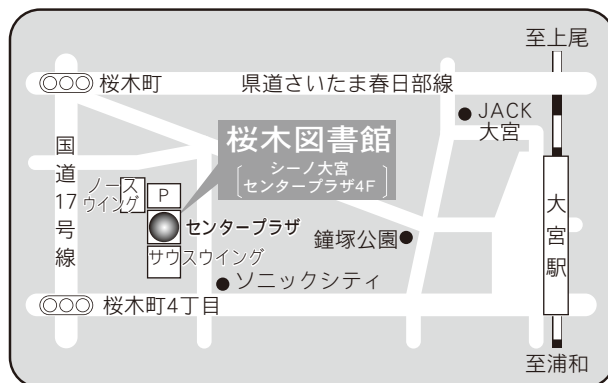 至上尾
桜木町
県道さいたま春日部線
JACK
大宮
桜木図書館
シーノ大宮
センタープラザ4F
国道17号線
ノース
ウイング
P
センタープラザ
サウスウイング
鐘塚公園
大宮駅
ソニックシティ
桜木町4丁目
至浦和